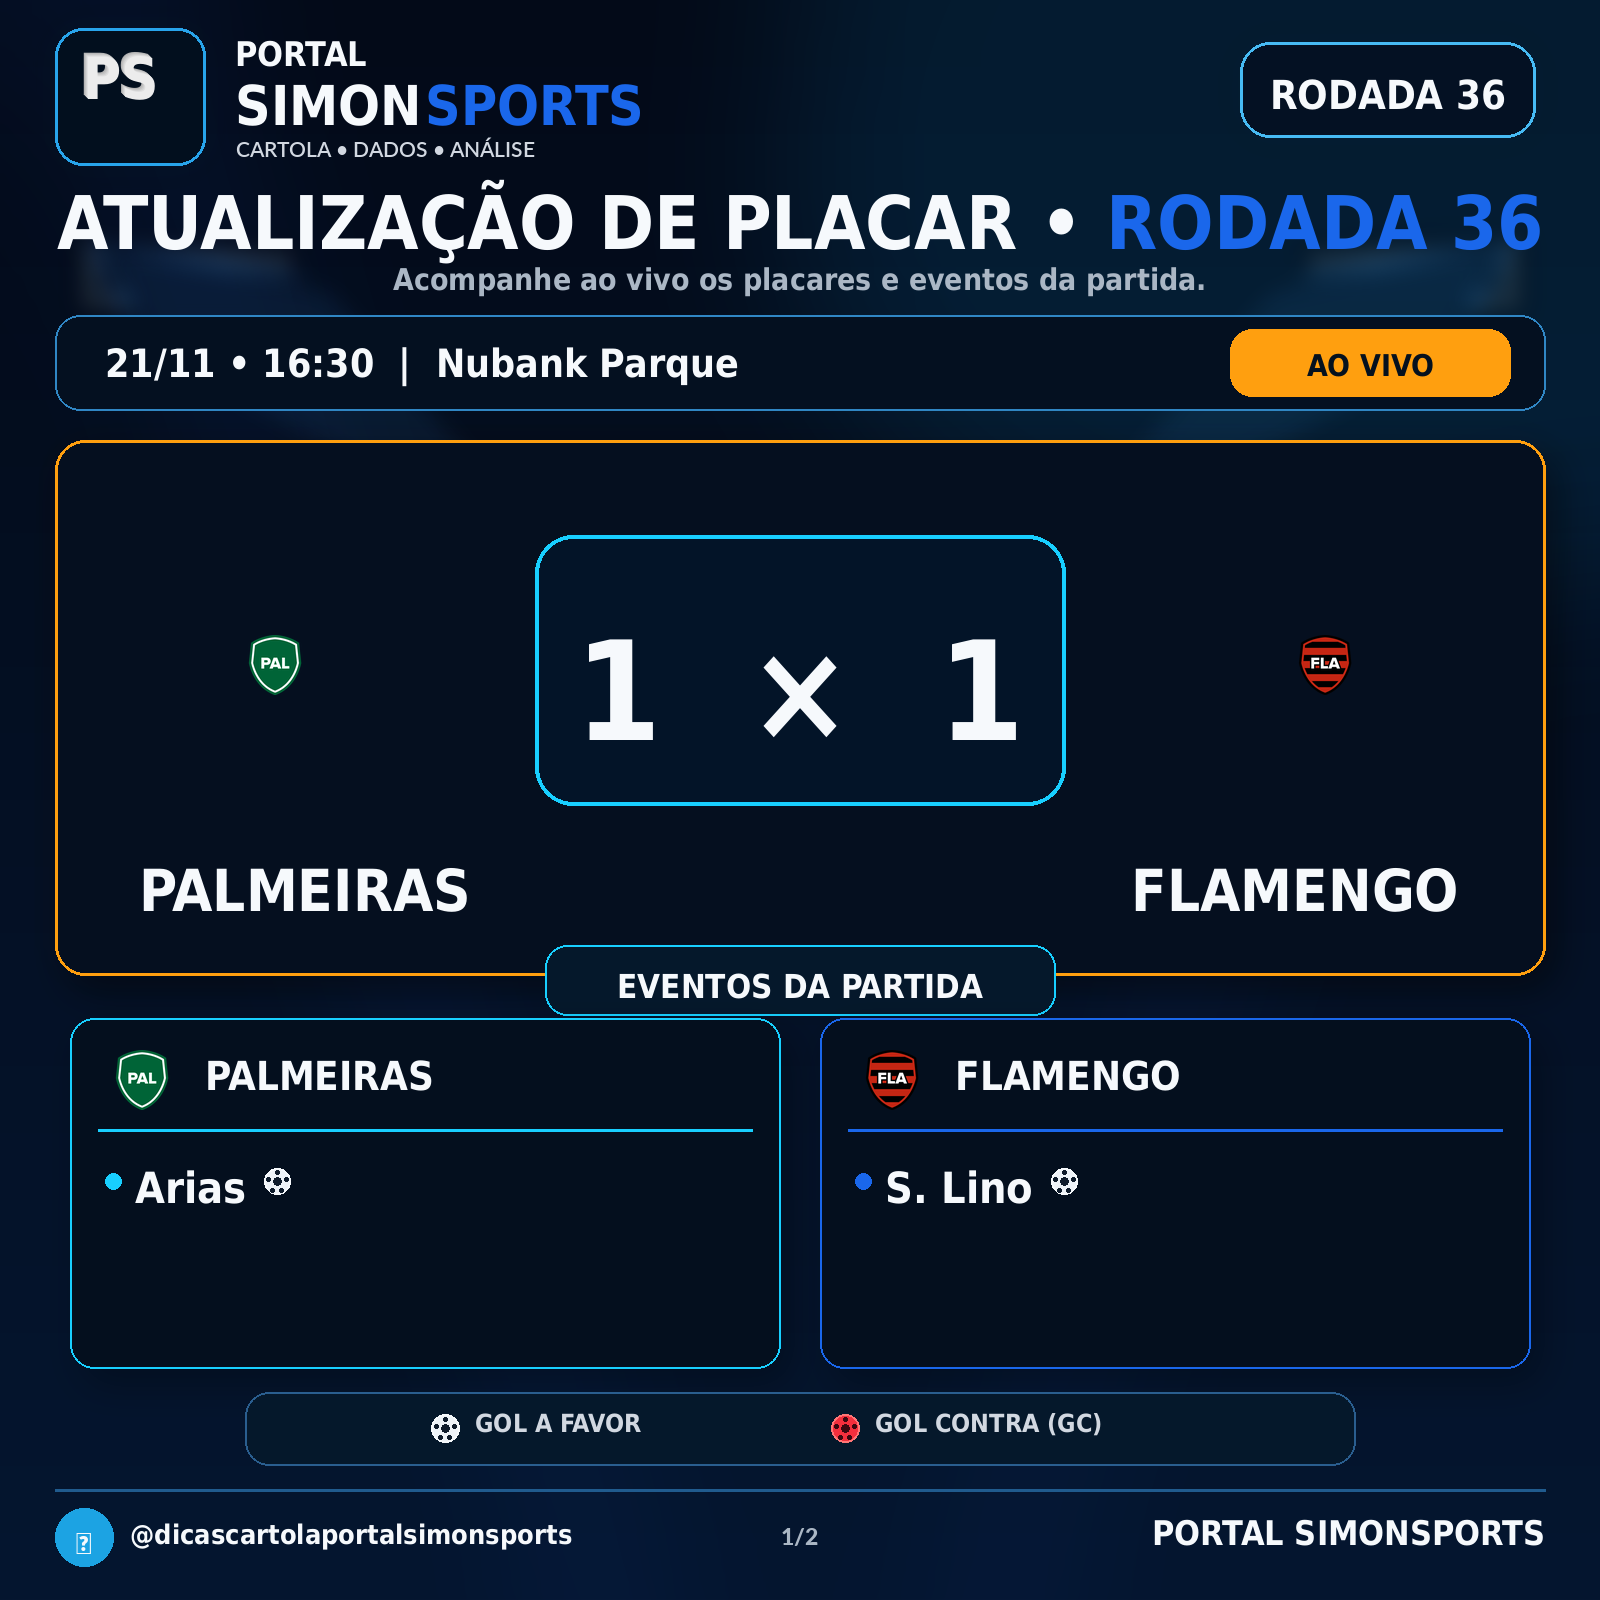 PS
PORTAL
SIMONSPORTS
CARTOLA • DADOS • ANÁLISE
RODADA 36
ATUALIZAÇÃO DE PLACAR • RODADA 36
Acompanhe ao vivo os placares e eventos da partida.
21/11 • 16:30 | Nubank Parque
AO VIVO
PAL
1 × 1
FLA
PALMEIRAS
FLAMENGO
EVENTOS DA PARTIDA
PAL
PALMEIRAS
Arias
FLA
FLAMENGO
S. Lino
GOL A FAVOR
GOL CONTRA (GC)
@dicascartolaportalsimonsports
1/2
PORTAL SIMONSPORTS